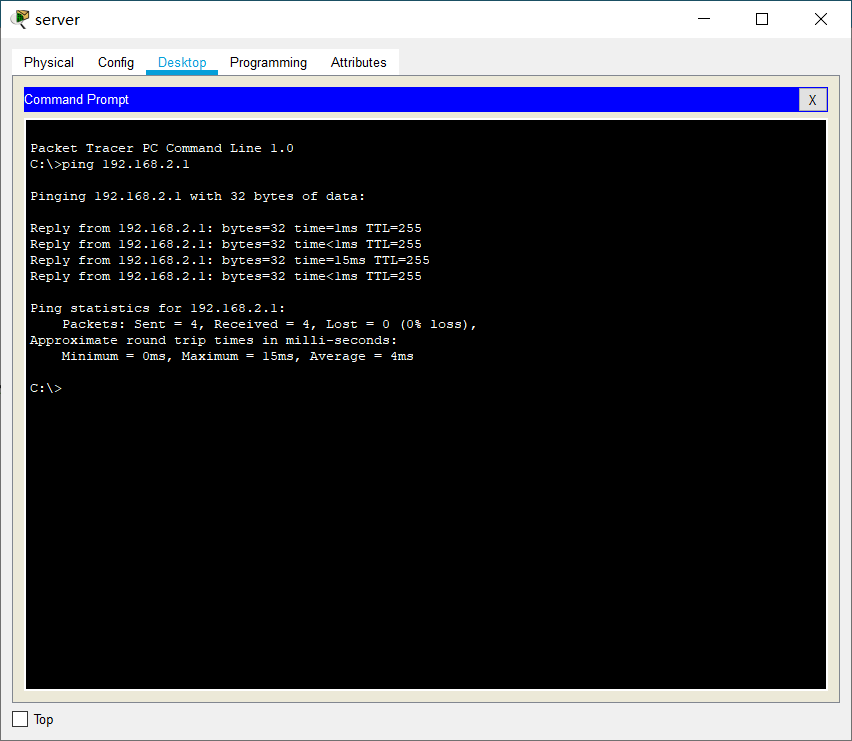 server
Physical Config Desktop Programming Attributes
Command Prompt X
Packet Tracer PC Command Line 1.0
C:\>ping 192.168.2.1
Pinging 192.168.2.1 with 32 bytes of data:
Reply from 192.168.2.1: bytes=32 time=1ms TTL=255
Reply from 192.168.2.1: bytes=32 time<1ms TTL=255
Reply from 192.168.2.1: bytes=32 time=15ms TTL=255
Reply from 192.168.2.1: bytes=32 time<1ms TTL=255
Ping statistics for 192.168.2.1:
    Packets: Sent = 4, Received = 4, Lost = 0 (0% loss),
Approximate round trip times in milli-seconds:
    Minimum = 0ms, Maximum = 15ms, Average = 4ms
C:\>
Top